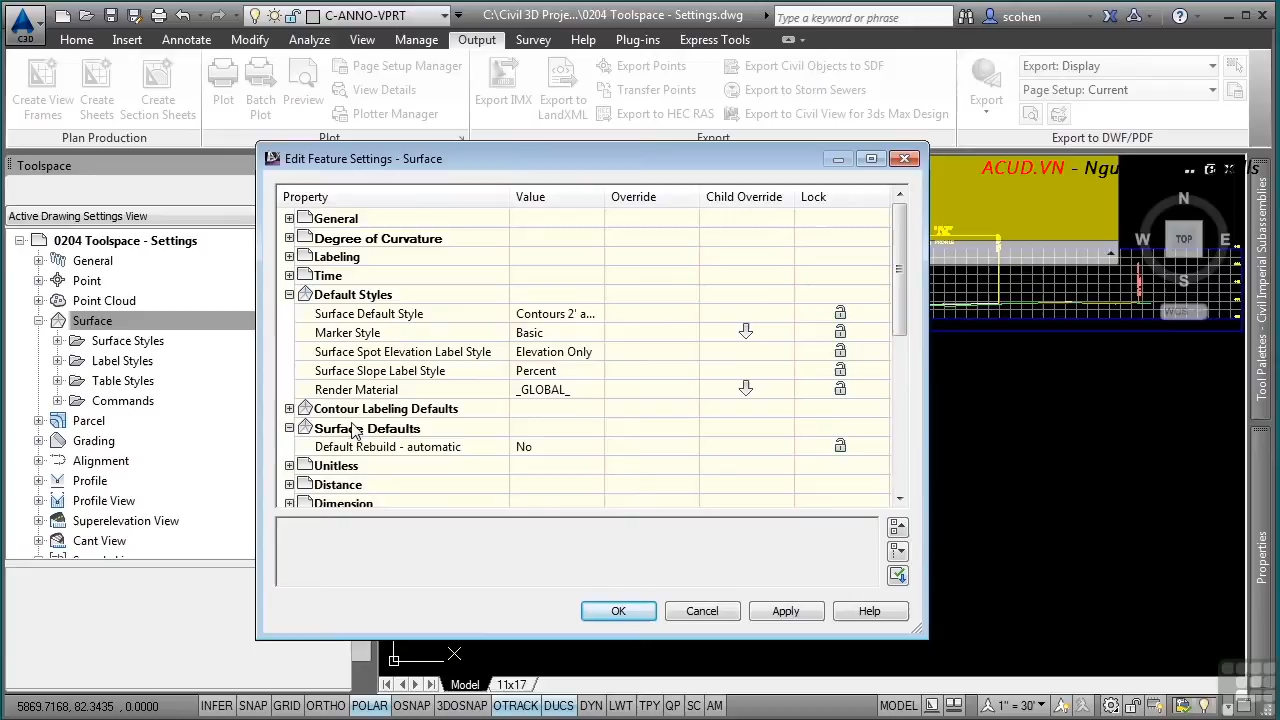 C-ANNO-VPRT
C:\Civil 3D Proje...\0204 Toolspace - Settings.dwg
Type a keyword or phrase
scohen
C3D
Home Insert Annotate Modify Analyze View Manage Output Survey Help Plug-ins Express Tools
Create View Frames
Create Sheets
Create Section Sheets
Plot
Batch Plot
Preview
Page Setup Manager
View Details
Plotter Manager
Export IMX
Export to LandXML
Export Points
Transfer Points
Export to HEC RAS
Export Civil Objects to SDF
Export to Storm Sewers
Export to Civil View for 3ds Max Design
Export
Export: Display
Page Setup: Current
Plan Production
Plot
Export
Export to DWF/PDF
Toolspace
Active Drawing Settings View
0204 Toolspace - Settings
General
Point
Point Cloud
Surface
Surface Styles
Label Styles
Table Styles
Commands
Parcel
Grading
Alignment
Profile
Profile View
Superelevation View
Cant View
Edit Feature Settings - Surface
Property Value Override Child Override Lock
General
Degree of Curvature
Labeling
Time
Default Styles
Surface Default Style Contours 2' a...
Marker Style Basic
Surface Spot Elevation Label Style Elevation Only
Surface Slope Label Style Percent
Render Material _GLOBAL_
Contour Labeling Defaults
Surface Defaults
Default Rebuild - automatic No
Unitless
Distance
Dimension
OK Cancel Apply Help
ACUD.VN - Ngu
N
W TOP E
S
WCS
Tool Palettes - Civil Imperial Subassemblies
Properties
X
Model 11x17
5869.7168, 82.3435, 0.0000
INFER SNAP GRID ORTHO POLAR OSNAP 3DOSNAP OTRACK DUCS DYN LWT TPY QP SC AM
MODEL
1" = 30'